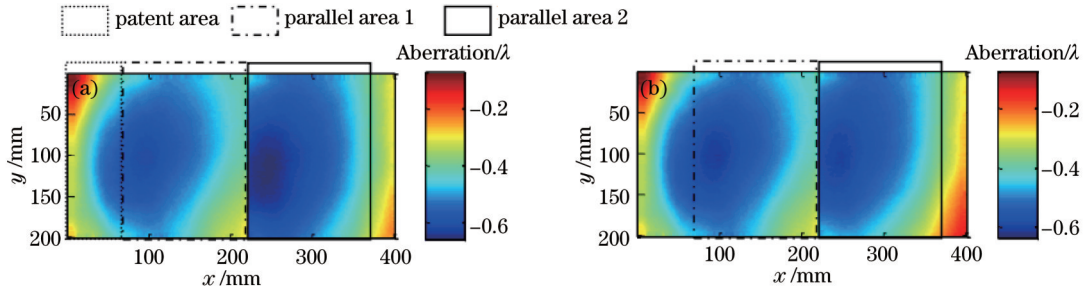 patent area parallel area 1 parallel area 2
Aberration/λ
(a)
50
100
150
200
y /mm
100 200 300 400
x /mm
−0.2
−0.4
−0.6
Aberration/λ
(b)
50
100
150
200
y /mm
100 200 300 400
x /mm
−0.2
−0.4
−0.6